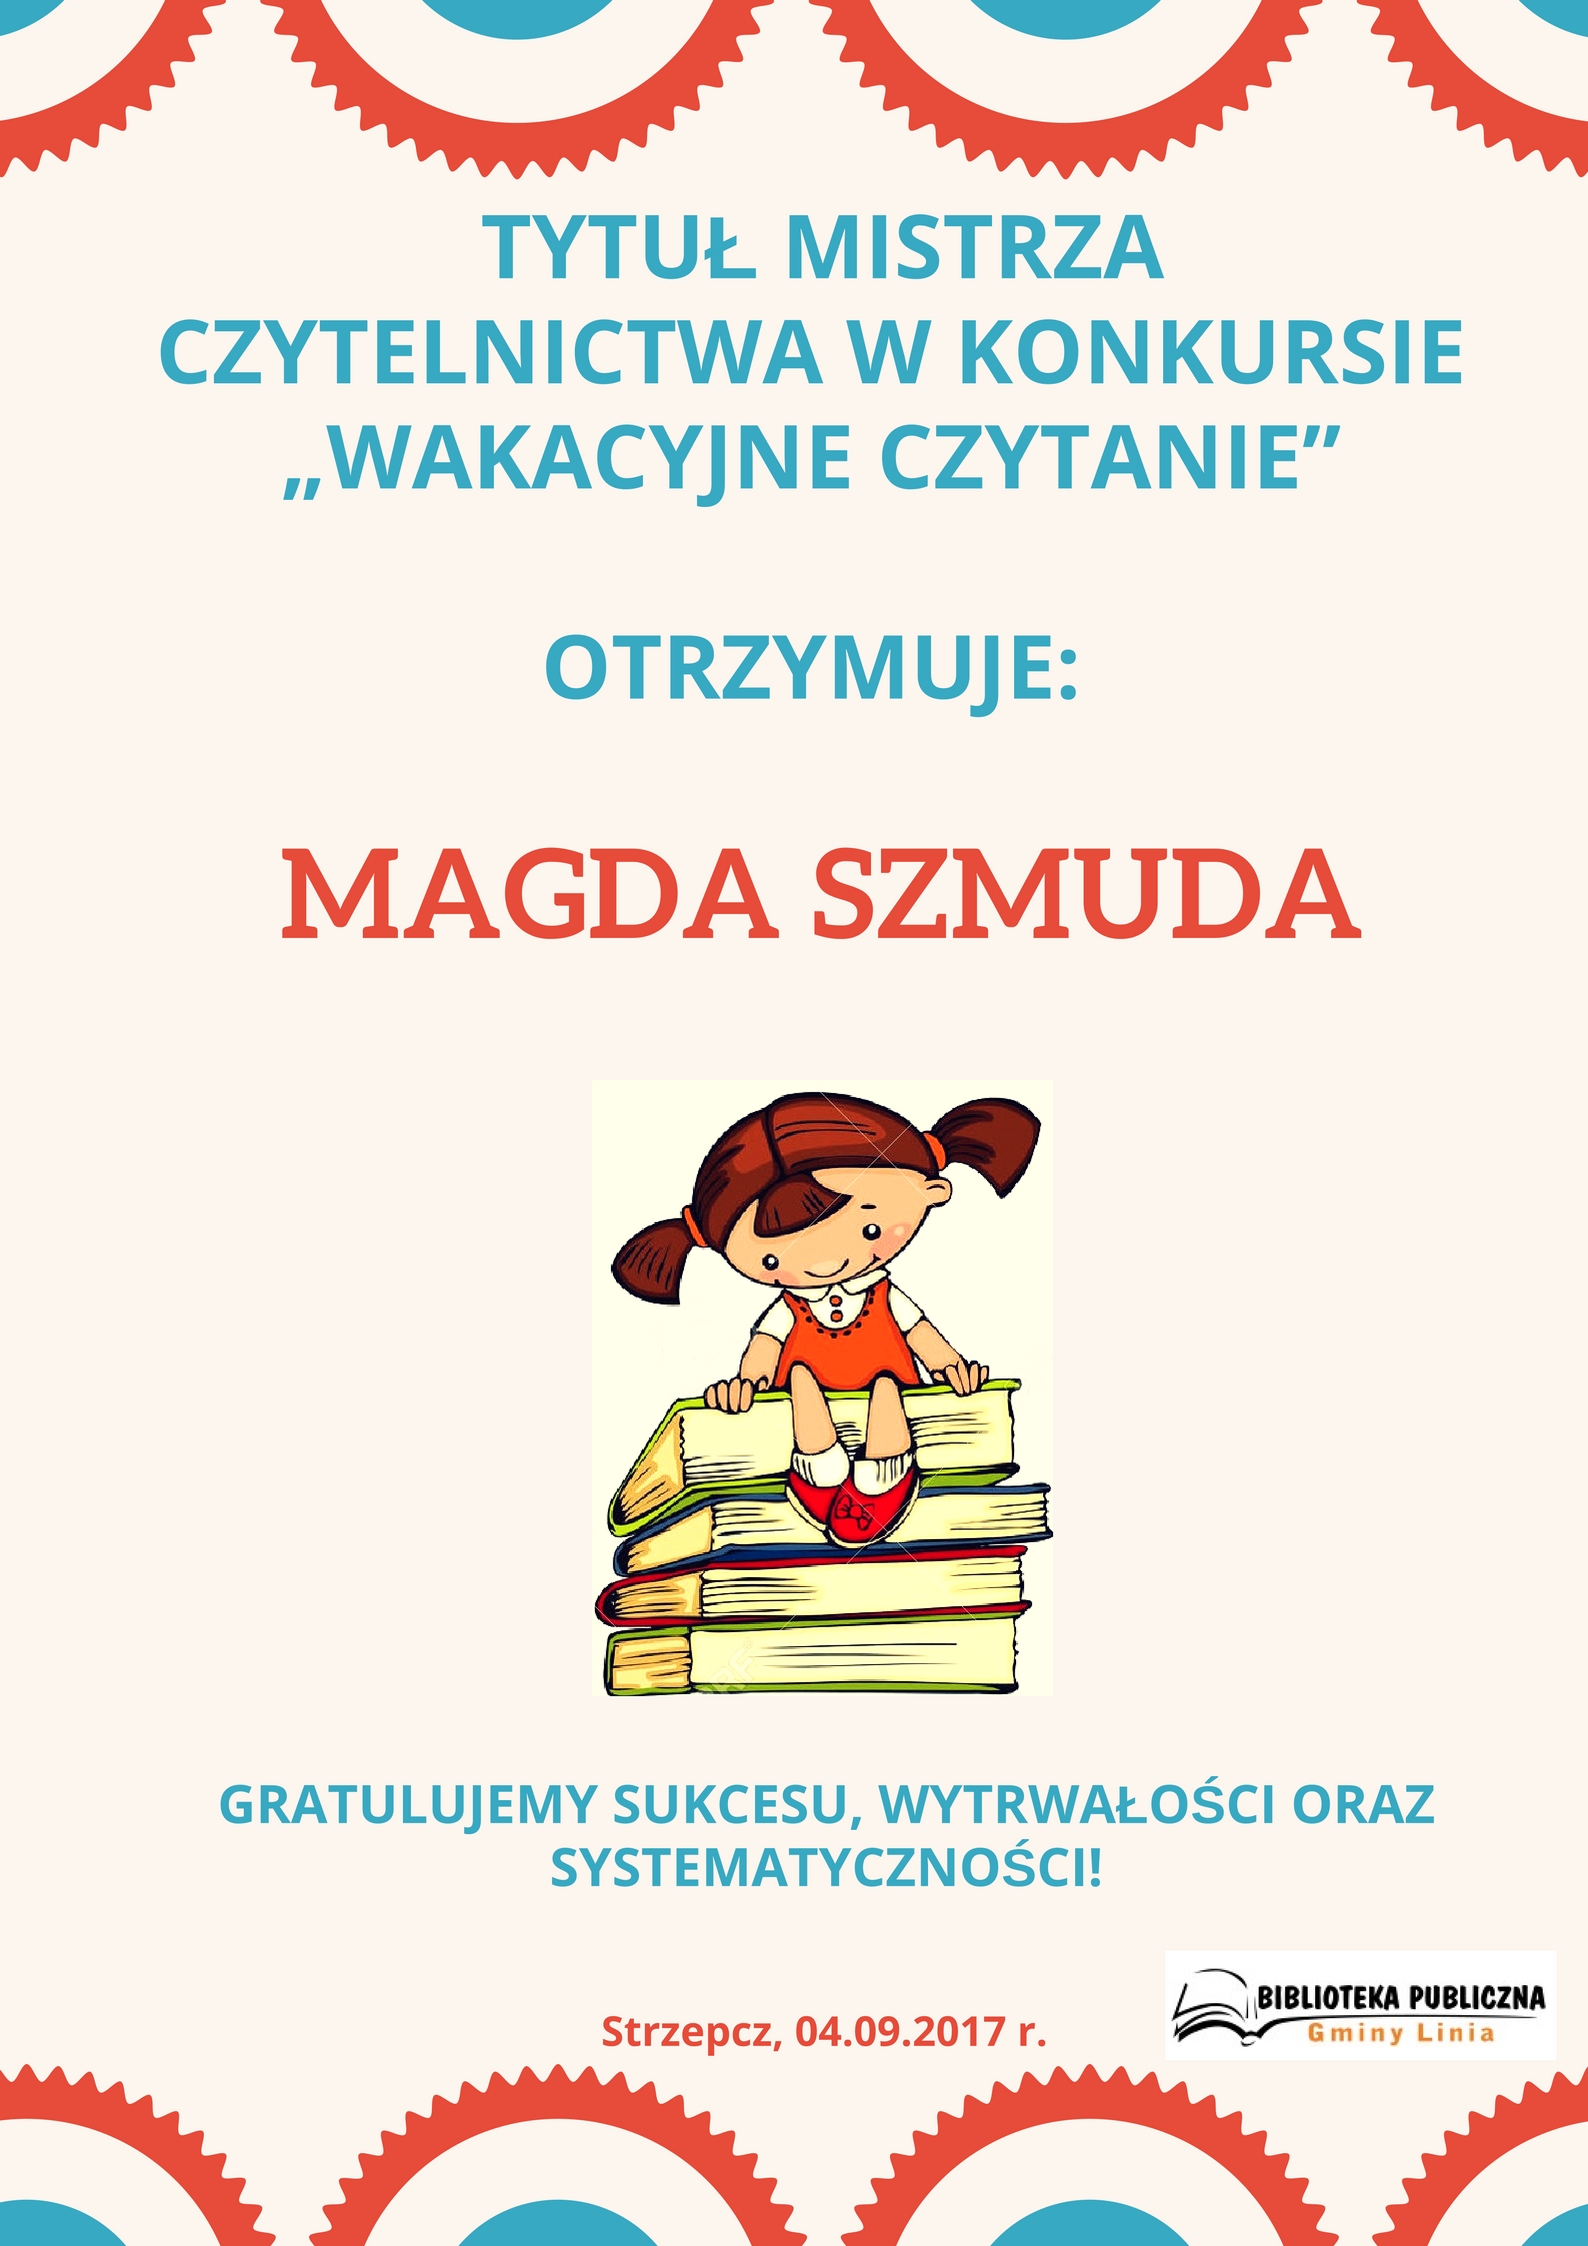 TYTUŁ MISTRZA
CZYTELNICTWA W KONKURSIE
„WAKACYJNE CZYTANIE”
OTRZYMUJE:
MAGDA SZMUDA
GRATULUJEMY SUKCESU, WYTRWAŁOŚCI ORAZ
SYSTEMATYCZNOŚCI!
BIBLIOTEKA PUBLICZNA
Gminy Linia
Strzepcz, 04.09.2017 r.